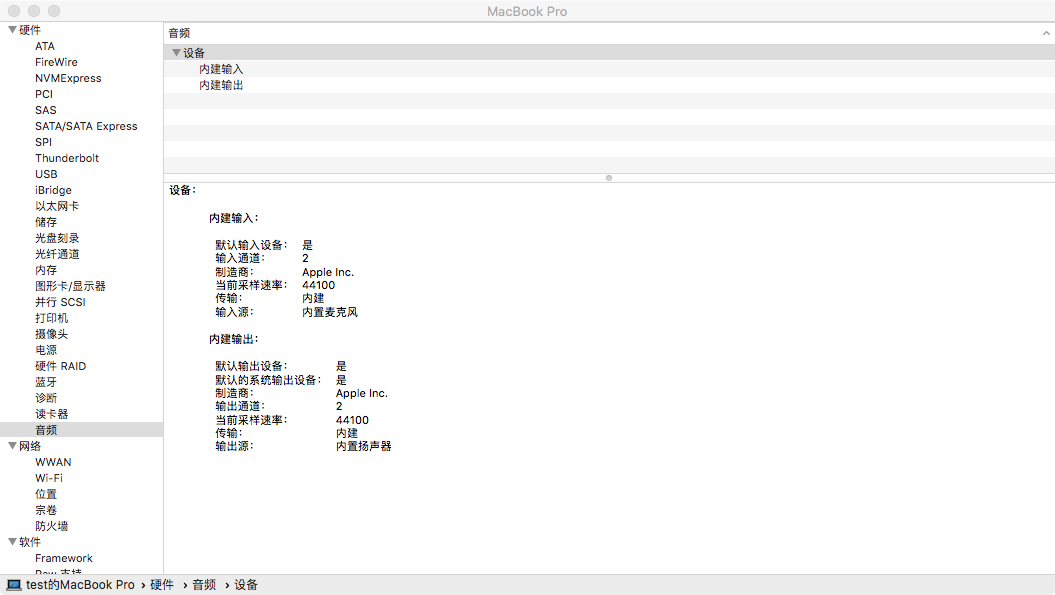 MacBook Pro
硬件
ATA
FireWire
NVMExpress
PCI
SAS
SATA/SATA Express
SPI
Thunderbolt
USB
iBridge
以太网卡
储存
光盘刻录
光纤通道
内存
图形卡/显示器
并行 SCSI
打印机
摄像头
电源
硬件 RAID
蓝牙
诊断
读卡器
音频
网络
WWAN
Wi-Fi
位置
宗卷
防火墙
软件
Framework
Raw 支持
音频
设备
内建输入
内建输出
设备：
内建输入：
默认输入设备： 是
输入通道： 2
制造商： Apple Inc.
当前采样速率： 44100
传输： 内建
输入源： 内置麦克风
内建输出：
默认输出设备： 是
默认的系统输出设备： 是
制造商： Apple Inc.
输出通道： 2
当前采样速率： 44100
传输： 内建
输出源： 内置扬声器
test的MacBook Pro › 硬件 › 音频 › 设备